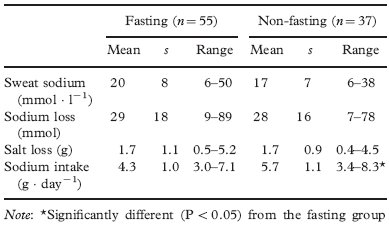 Fasting (n = 55) Non-fasting (n = 37)
Mean s Range Mean s Range
Sweat sodium 20 8 6–50 17 7 6–38
(mmol · l⁻¹)
Sodium loss 29 18 9–89 28 16 7–78
(mmol)
Salt loss (g) 1.7 1.1 0.5–5.2 1.7 0.9 0.4–4.5
Sodium intake 4.3 1.0 3.0–7.1 5.7 1.1 3.4–8.3*
(g · day⁻¹)
Note: *Significantly different (P < 0.05) from the fasting group